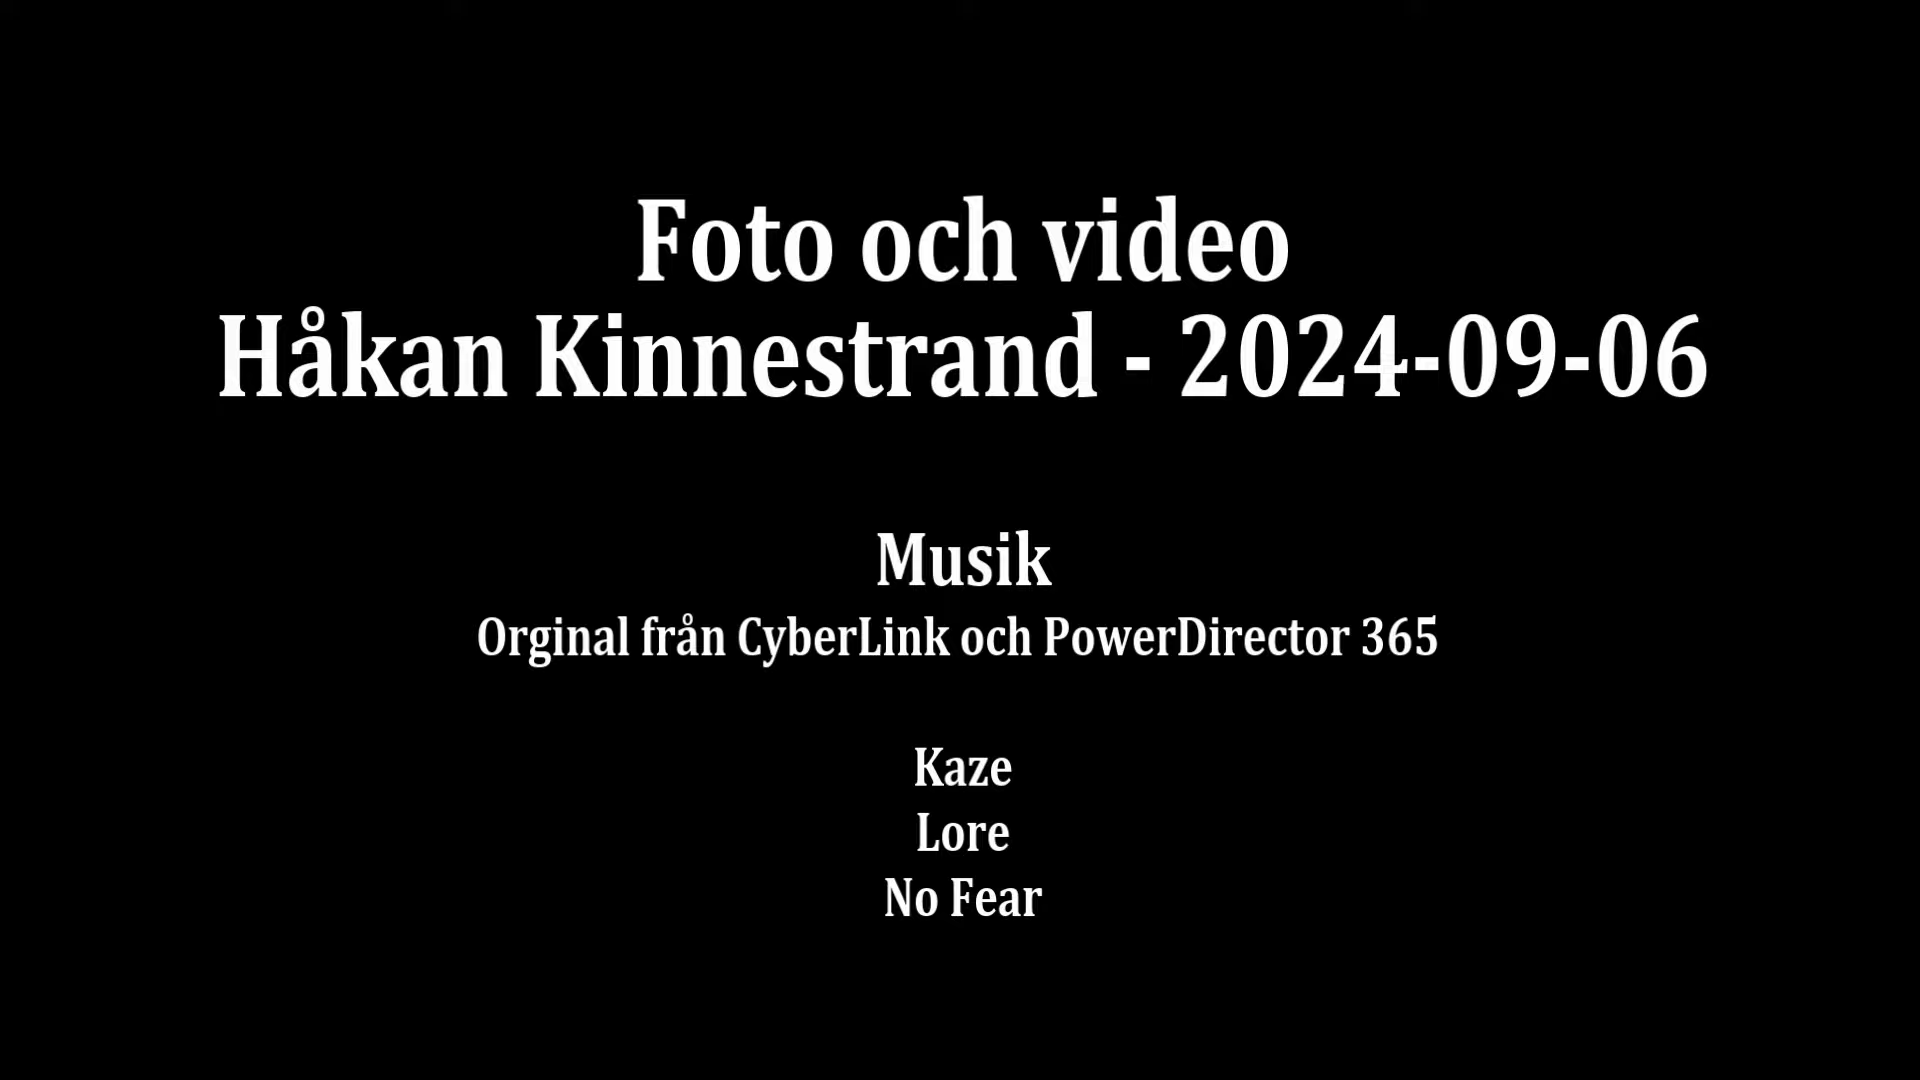 Foto och video
Håkan Kinnestrand - 2024-09-06
Musik
Orginal från CyberLink och PowerDirector 365
Kaze
Lore
No Fear